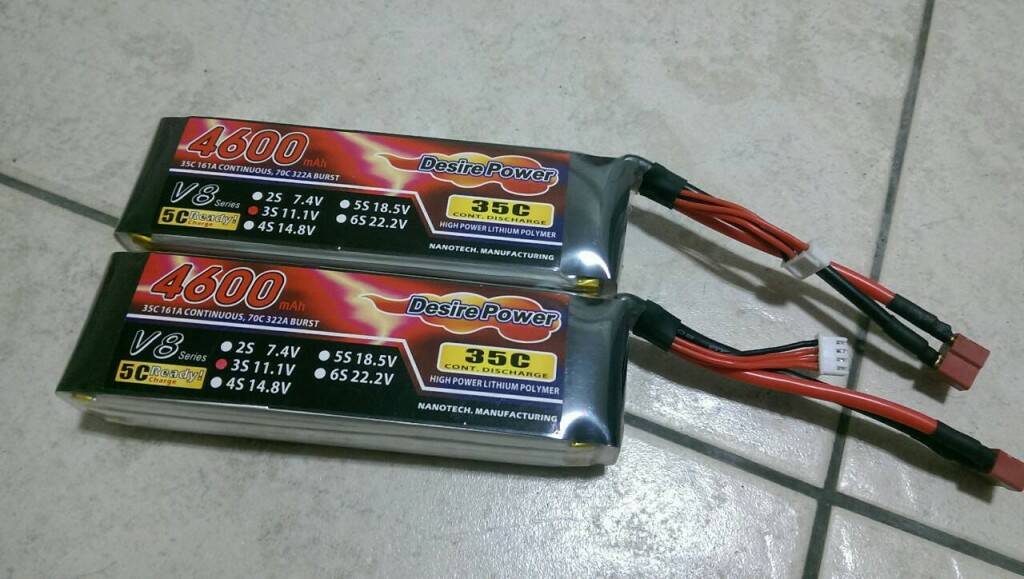 4600 mAh
35C 161A CONTINUOUS, 70C 322A BURST
Desire Power
V8 Series
5C Ready!
Charge
2S 7.4V
3S 11.1V
4S 14.8V
5S 18.5V
6S 22.2V
35C
CONT. DISCHARGE
HIGH POWER LITHIUM POLYMER
NANOTECH. MANUFACTURING
4600 mAh
35C 161A CONTINUOUS, 70C 322A BURST
Desire Power
V8 Series
5C Ready!
Charge
2S 7.4V
3S 11.1V
4S 14.8V
5S 18.5V
6S 22.2V
35C
CONT. DISCHARGE
HIGH POWER LITHIUM POLYMER
NANOTECH. MANUFACTURING